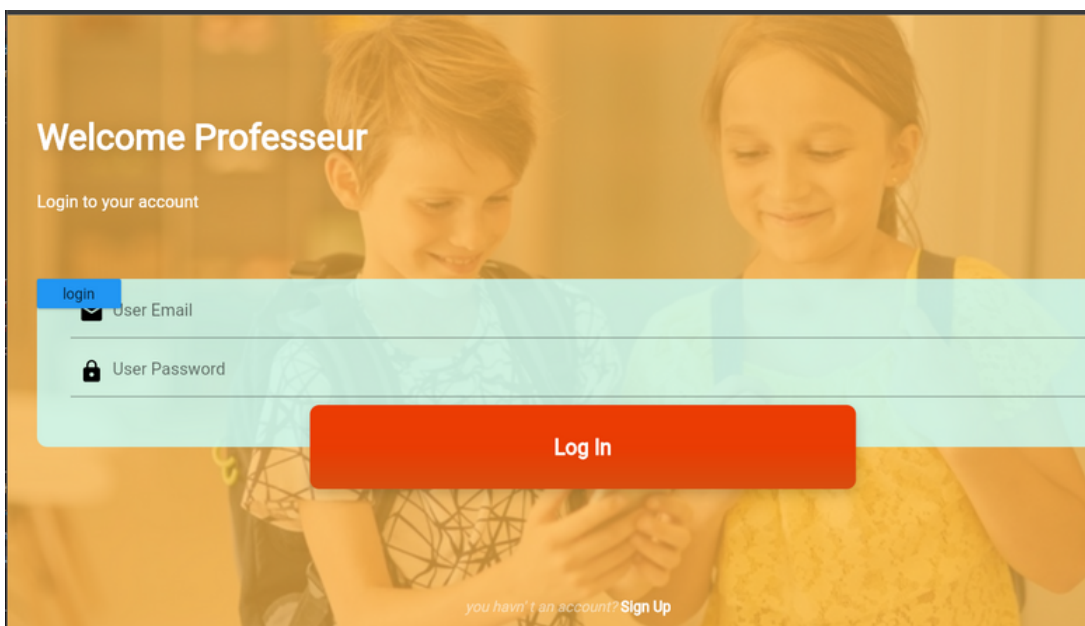 Welcome Professeur
Login to your account
login
User Email
User Password
Log In
you havn't an account? Sign Up